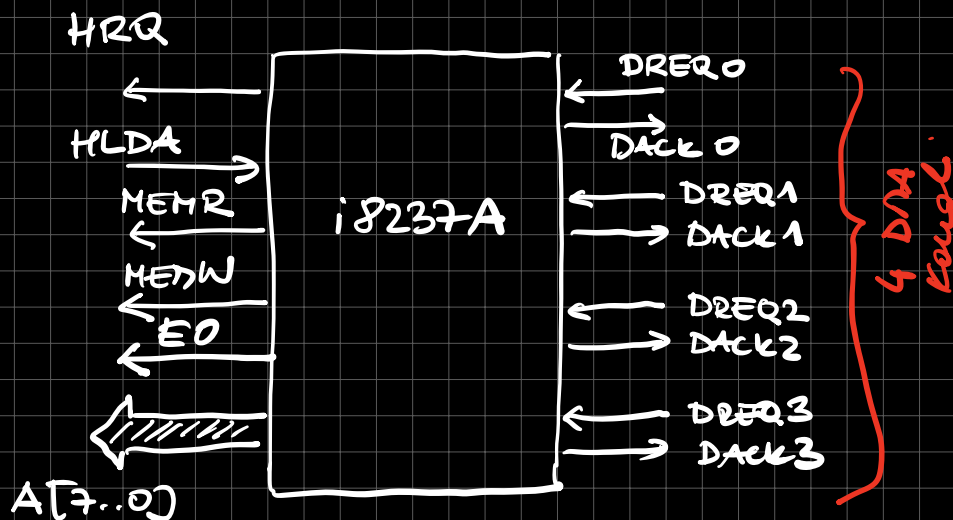 HRQ
HLDA
MEMR
MEMW
EO
A[7..0]
i8237A
DREQ0
DACK0
DREQ1
DACK1
DREQ2
DACK2
DREQ3
DACK3
4 DMA